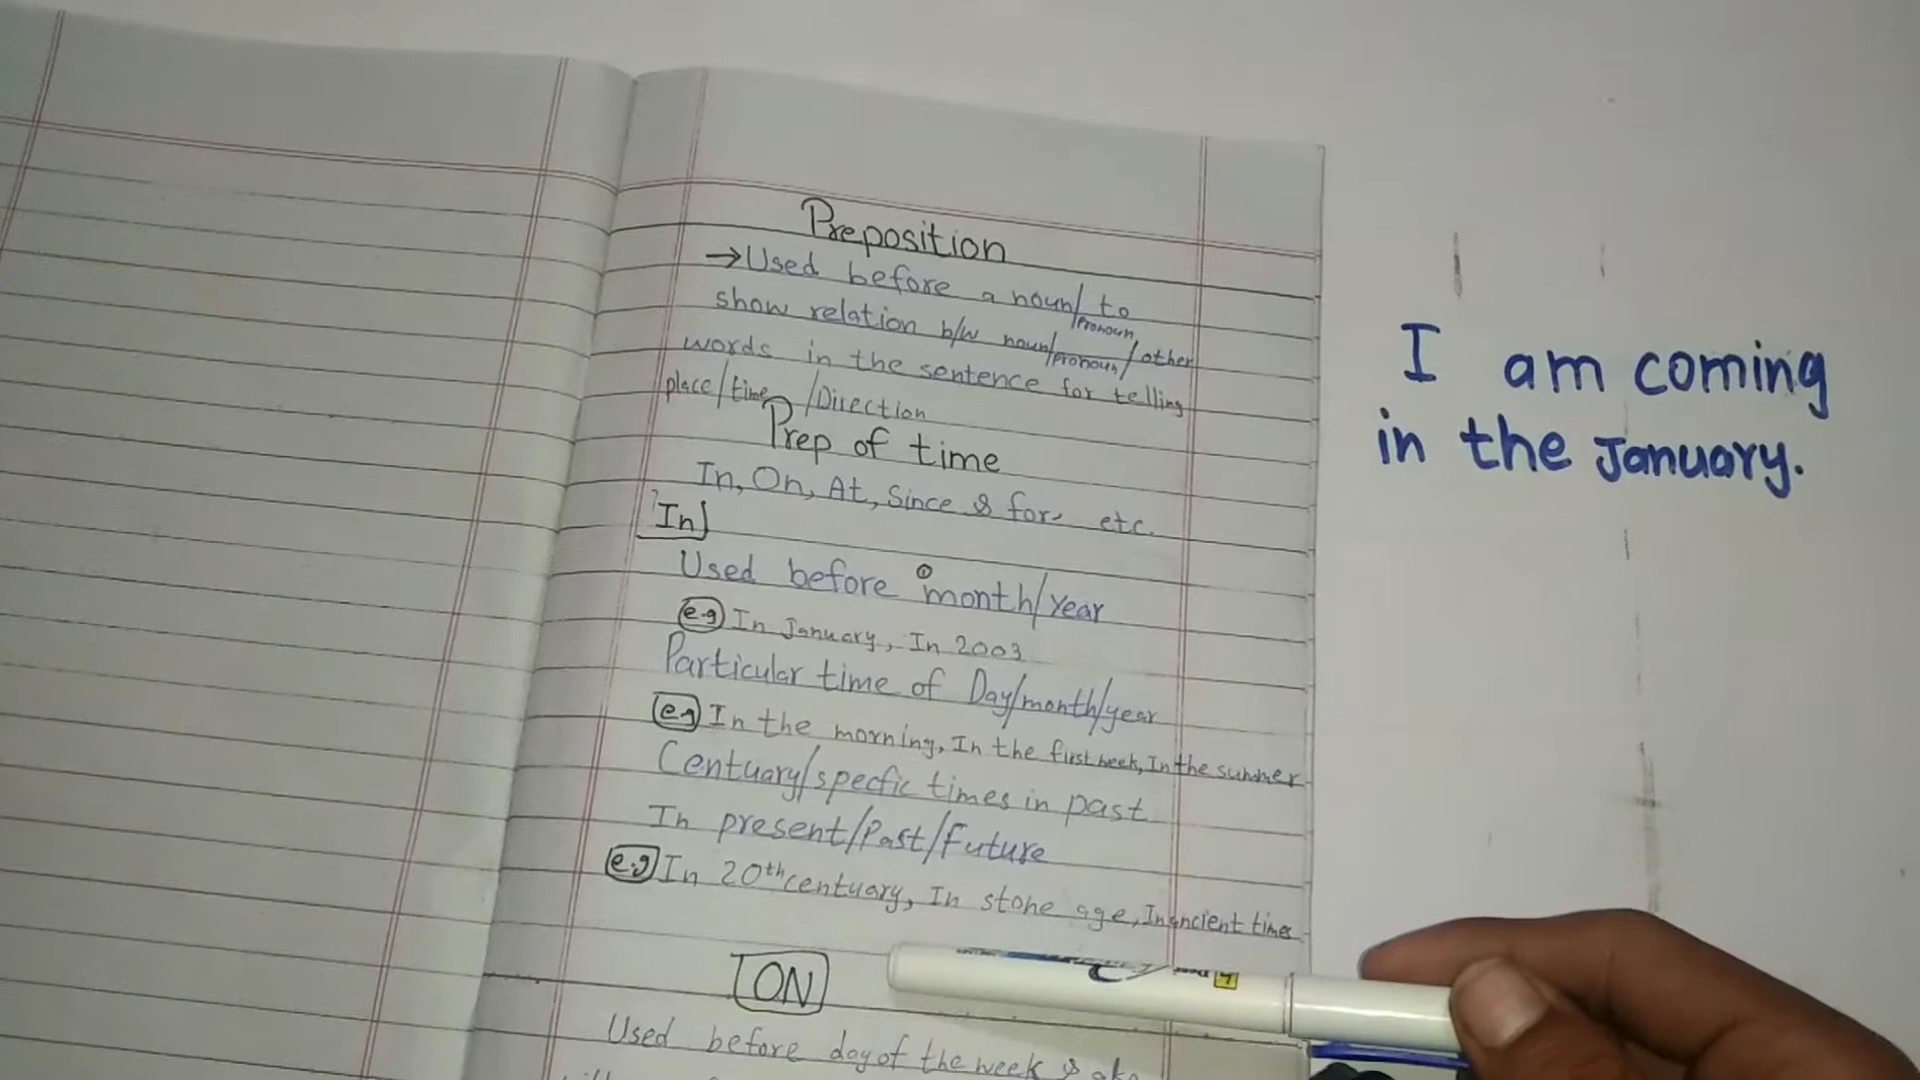 Preposition
→ Used before a noun/pronoun to
show relation b/w noun/pronoun/other
words in the sentence for telling
place/time/Direction
Prep of time
In, On, At, Since & for, etc.
In
Used before ① month/year
e.g In January, In 2003
Particular time of Day/month/year
e.g In the morning, In the first week, In the summer
Centuary/specfic times in past
In present/Past/Future
e.g In 20th centuary, In stone age, In ancient times
ON
Used before day of the week &
I am coming
in the January.